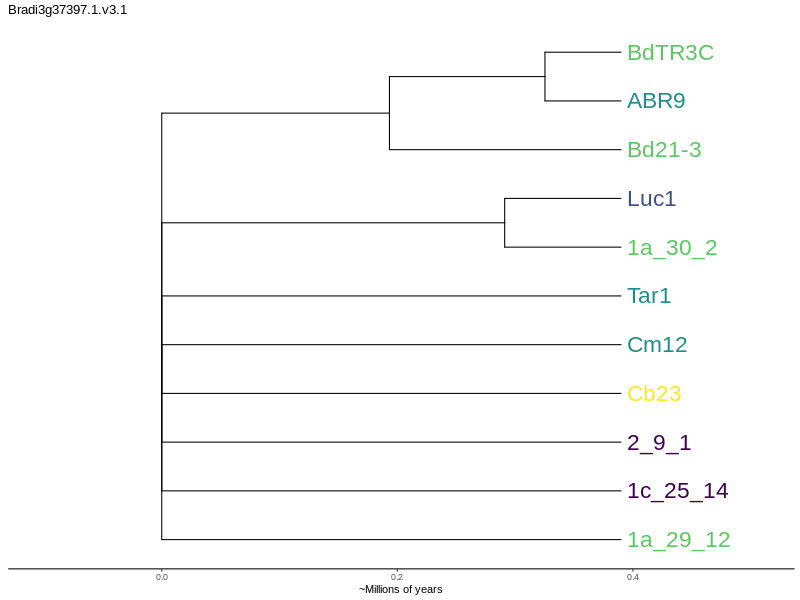 Bradi3g37397.1.v3.1
BdTR3C
ABR9
Bd21-3
Luc1
1a_30_2
Tar1
Cm12
Cb23
2_9_1
1c_25_14
1a_29_12
0.0 0.2 0.4
~Millions of years